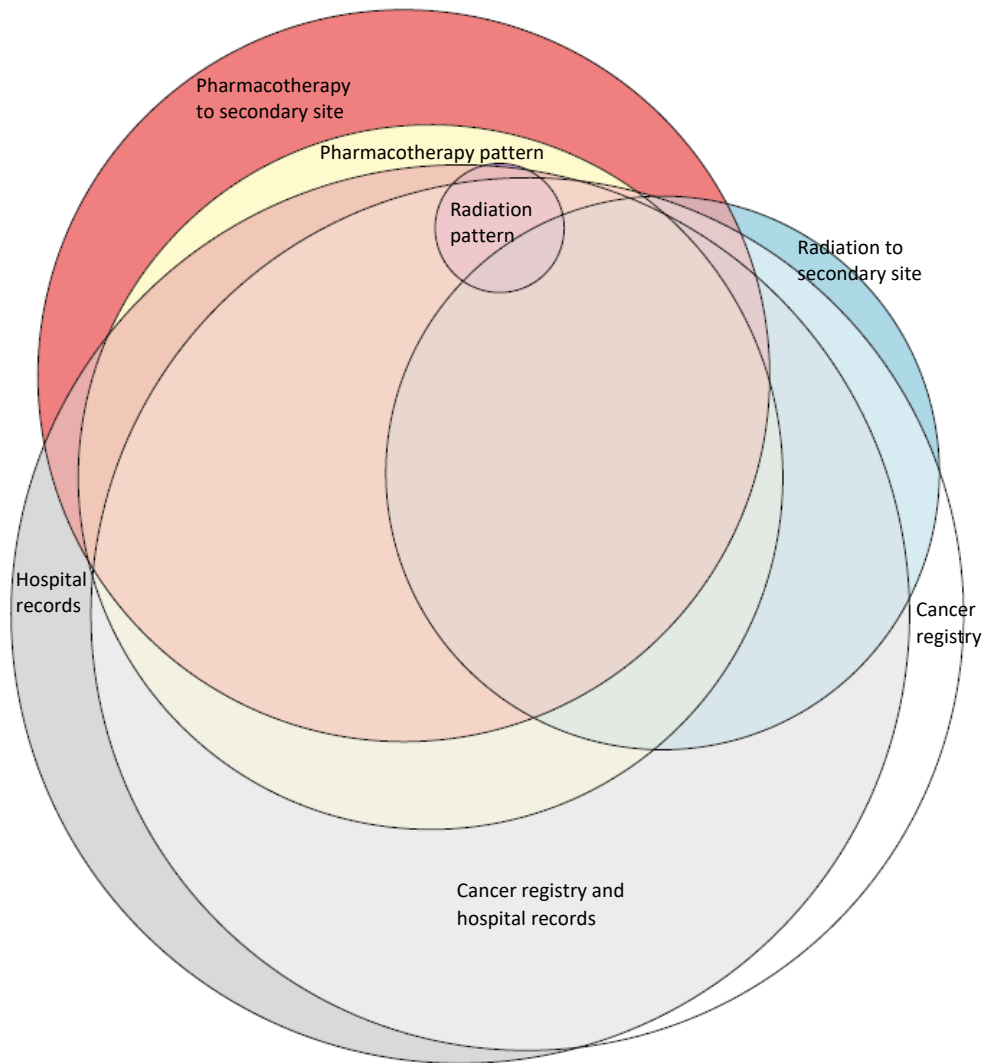 Pharmacotherapy
to secondary site
Pharmacotherapy pattern
Radiation
pattern
Radiation to
secondary site
Hospital
records
Cancer
registry
Cancer registry and
hospital records